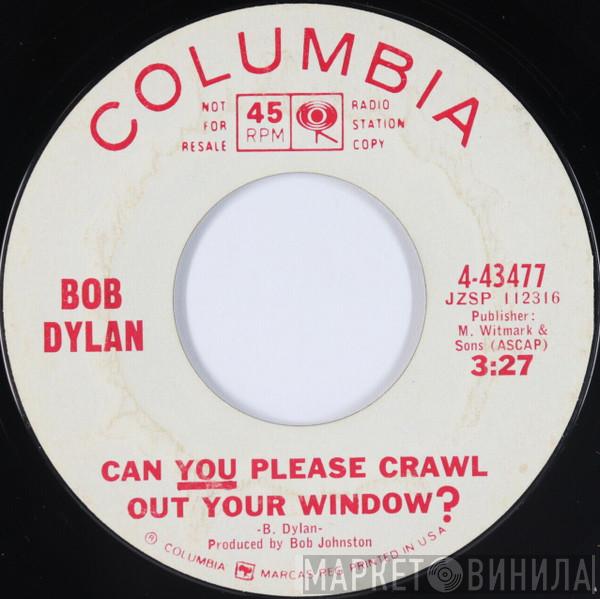 COLUMBIA
NOT FOR RESALE
45 RPM
RADIO STATION COPY
BOB
DYLAN
4-43477
JZSP 112316
Publisher:
M. Witmark &
Sons (ASCAP)
3:27
CAN YOU PLEASE CRAWL
OUT YOUR WINDOW?
-B. Dylan-
Produced by Bob Johnston
® COLUMBIA MARCAS REG. PRINTED IN U.S.A.
МАРКЕТ ВИНИЛА